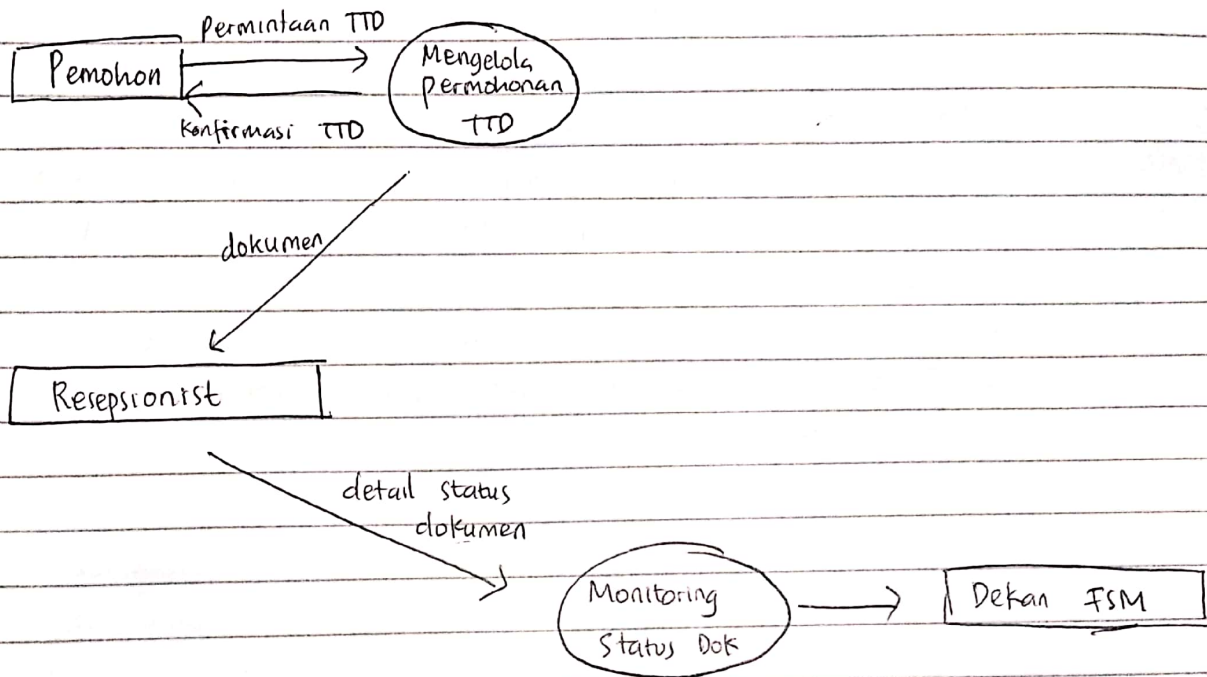 Permintaan TTD
Pemohon
Mengelola
permohonan
TTD
Konfirmasi TTD
dokumen
Resepsionist
detail status
dokumen
Monitoring
Status Dok
Dekan FSM